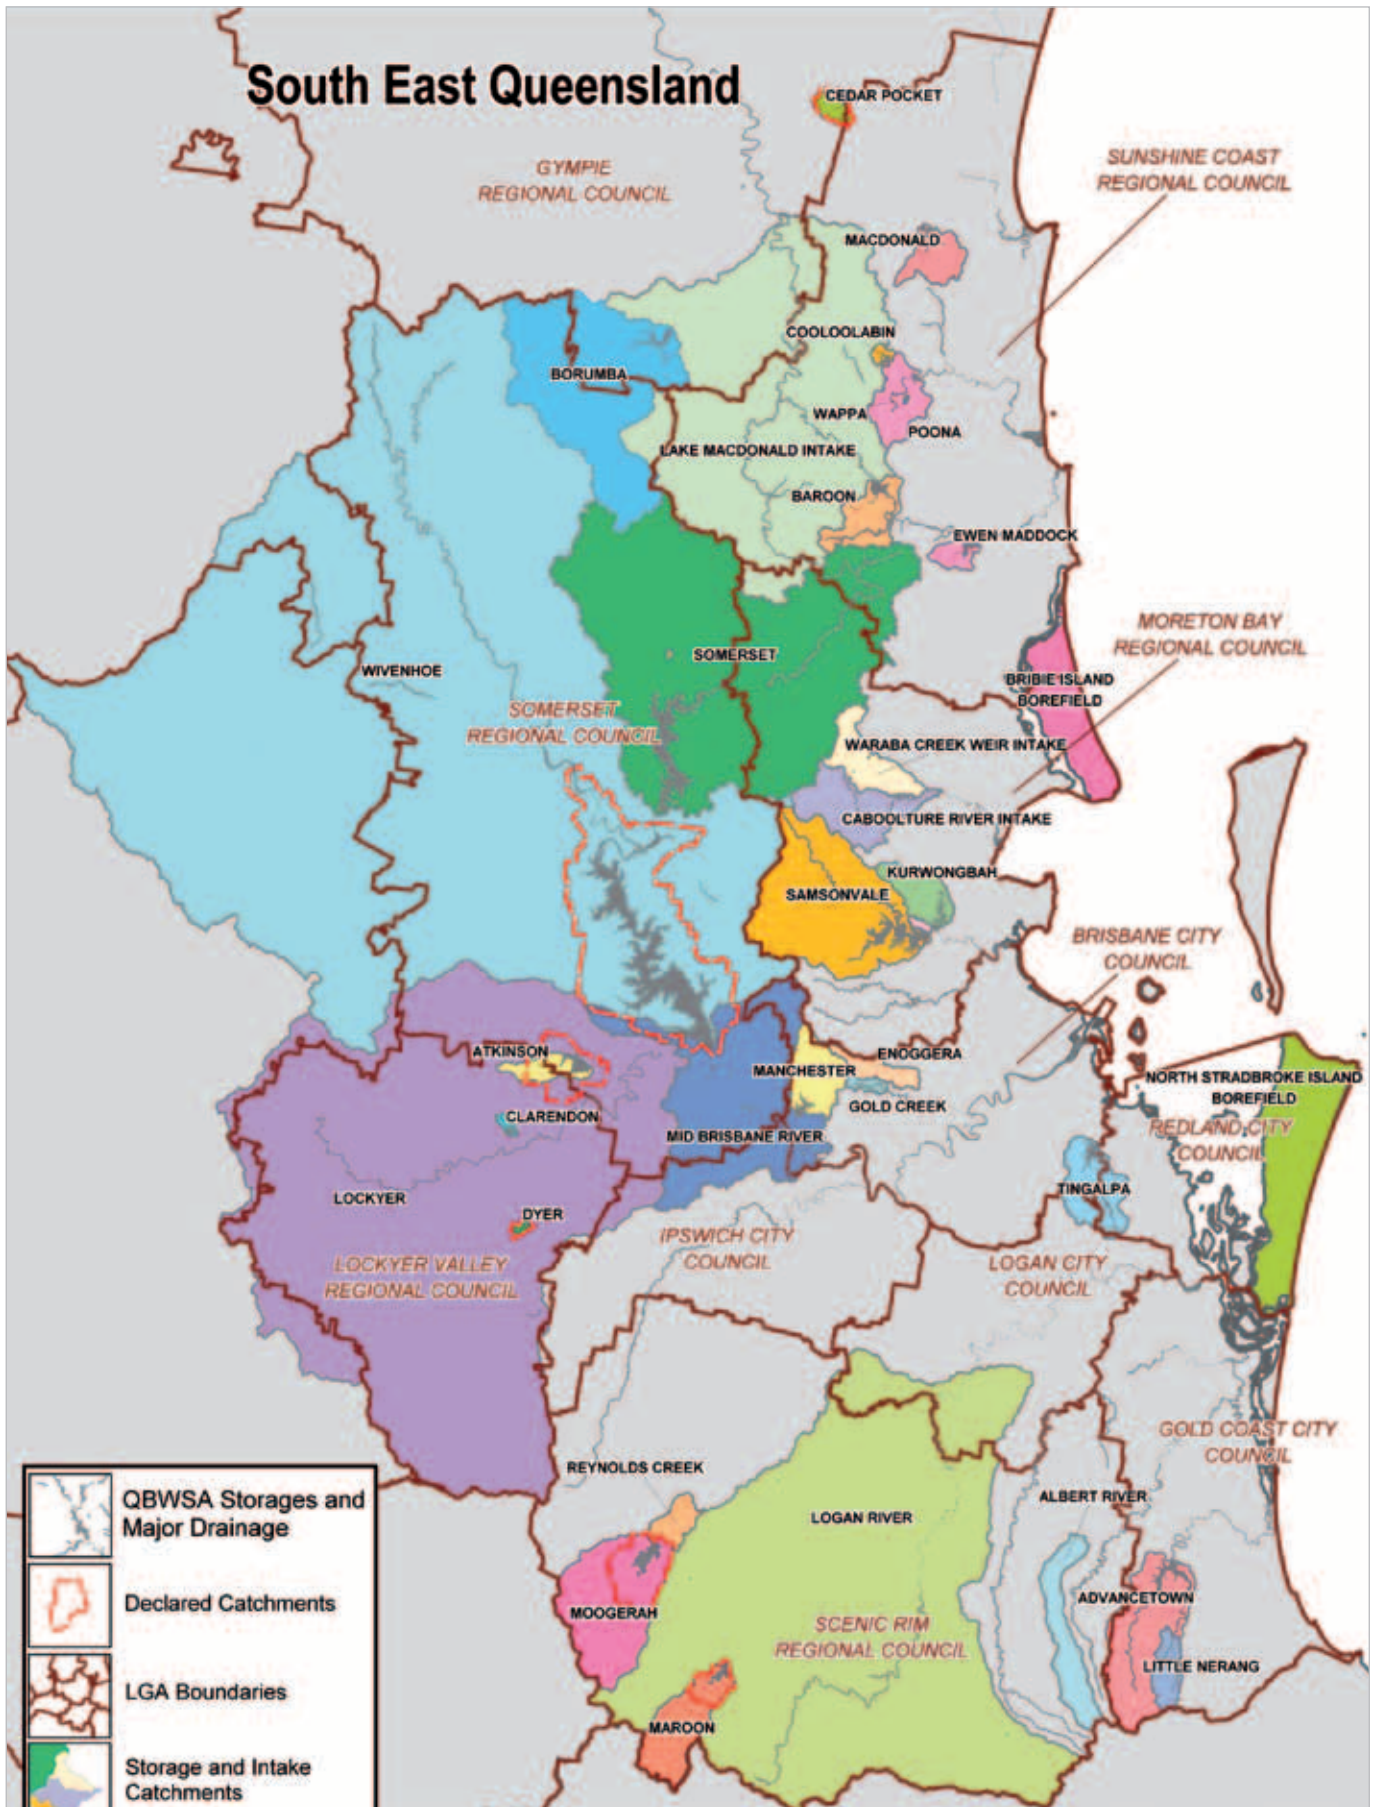 South East Queensland
CEDAR POCKET
GYMPIE
REGIONAL COUNCIL
SUNSHINE COAST
REGIONAL COUNCIL
MACDONALD
COOLOOLABIN
BORUMBA
WAPPA
POONA
LAKE MACDONALD INTAKE
BAROON
EWEN MADDOCK
MORETON BAY
REGIONAL COUNCIL
SOMERSET
WIVENHOE
BRIBIE ISLAND
BOREFIELD
SOMERSET
REGIONAL COUNCIL
WARABA CREEK WEIR INTAKE
CABOOLTURE RIVER INTAKE
KURWONGBAH
SAMSONVALE
BRISBANE CITY
COUNCIL
ATKINSON
ENOGGERA
MANCHESTER
NORTH STRADBROKE ISLAND
BOREFIELD
GOLD CREEK
CLARENDON
REDLAND CITY
COUNCIL
MID BRISBANE RIVER
TINGALPA
LOCKYER
DYER
IPSWICH CITY
COUNCIL
LOCKYER VALLEY
REGIONAL COUNCIL
LOGAN CITY
COUNCIL
GOLD COAST CITY
COUNCIL
REYNOLDS CREEK
ALBERT RIVER
LOGAN RIVER
ADVANCETOWN
MOOGERAH
SCENIC RIM
REGIONAL COUNCIL
LITTLE NERANG
MAROON
QBWSA Storages and
Major Drainage
Declared Catchments
LGA Boundaries
Storage and Intake
Catchments